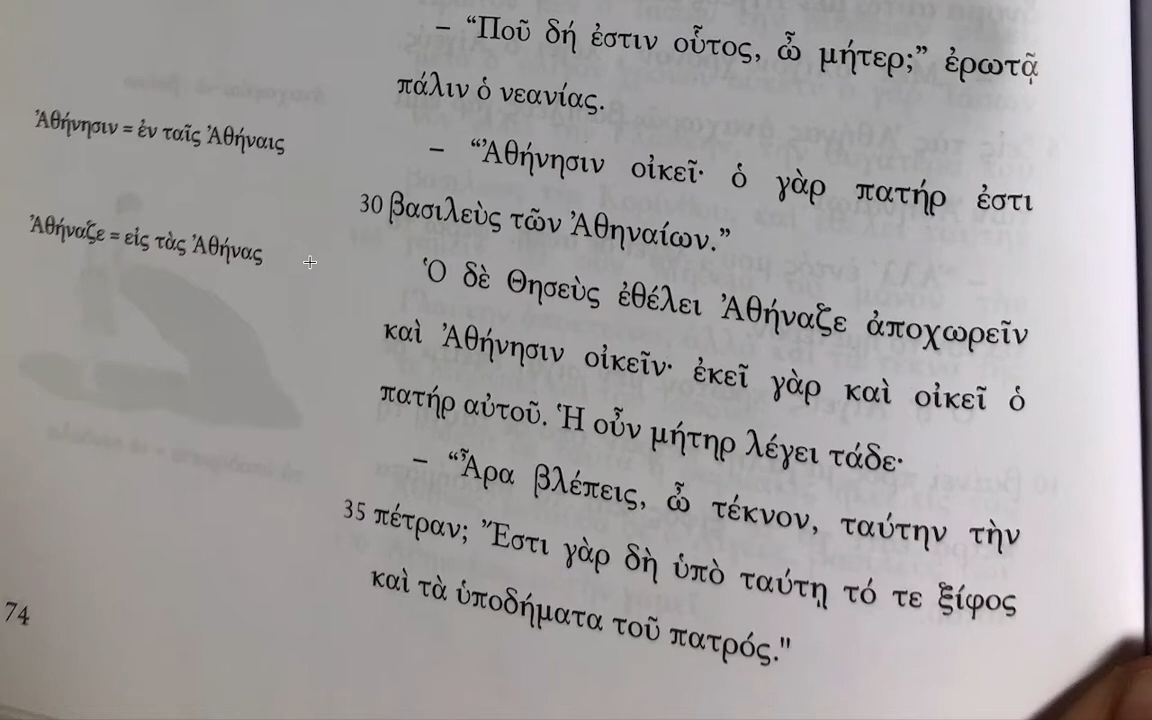 – “Ποῦ δή ἐστιν οὗτος, ὦ μήτερ;” ἐρωτᾷ
πάλιν ὁ νεανίας.
Ἀθήνησιν = ἐν ταῖς Ἀθήναις
– “Ἀθήνησιν οἰκεῖ· ὁ γὰρ πατήρ ἐστι
30 βασιλεὺς τῶν Ἀθηναίων.”
Ἀθήναζε = εἰς τὰς Ἀθήνας
Ὁ δὲ Θησεὺς ἐθέλει Ἀθήναζε ἀποχωρεῖν
καὶ Ἀθήνησιν οἰκεῖν· ἐκεῖ γὰρ καὶ οἰκεῖ ὁ
πατήρ αὐτοῦ. Ἡ οὖν μήτηρ λέγει τάδε·
– “Ἆρα βλέπεις, ὦ τέκνον, ταύτην τὴν
35 πέτραν; Ἔστι γὰρ δὴ ὑπὸ ταύτῃ τό τε ξίφος
καὶ τὰ ὑποδήματα τοῦ πατρός."
74